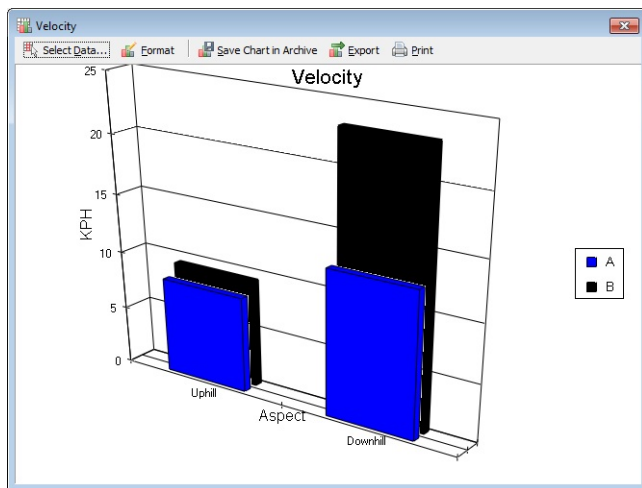 Velocity
Select Data... Format Save Chart in Archive Export Print
Velocity
25
20
15
10
5
0
KPH
Uphill
Downhill
Aspect
A
B